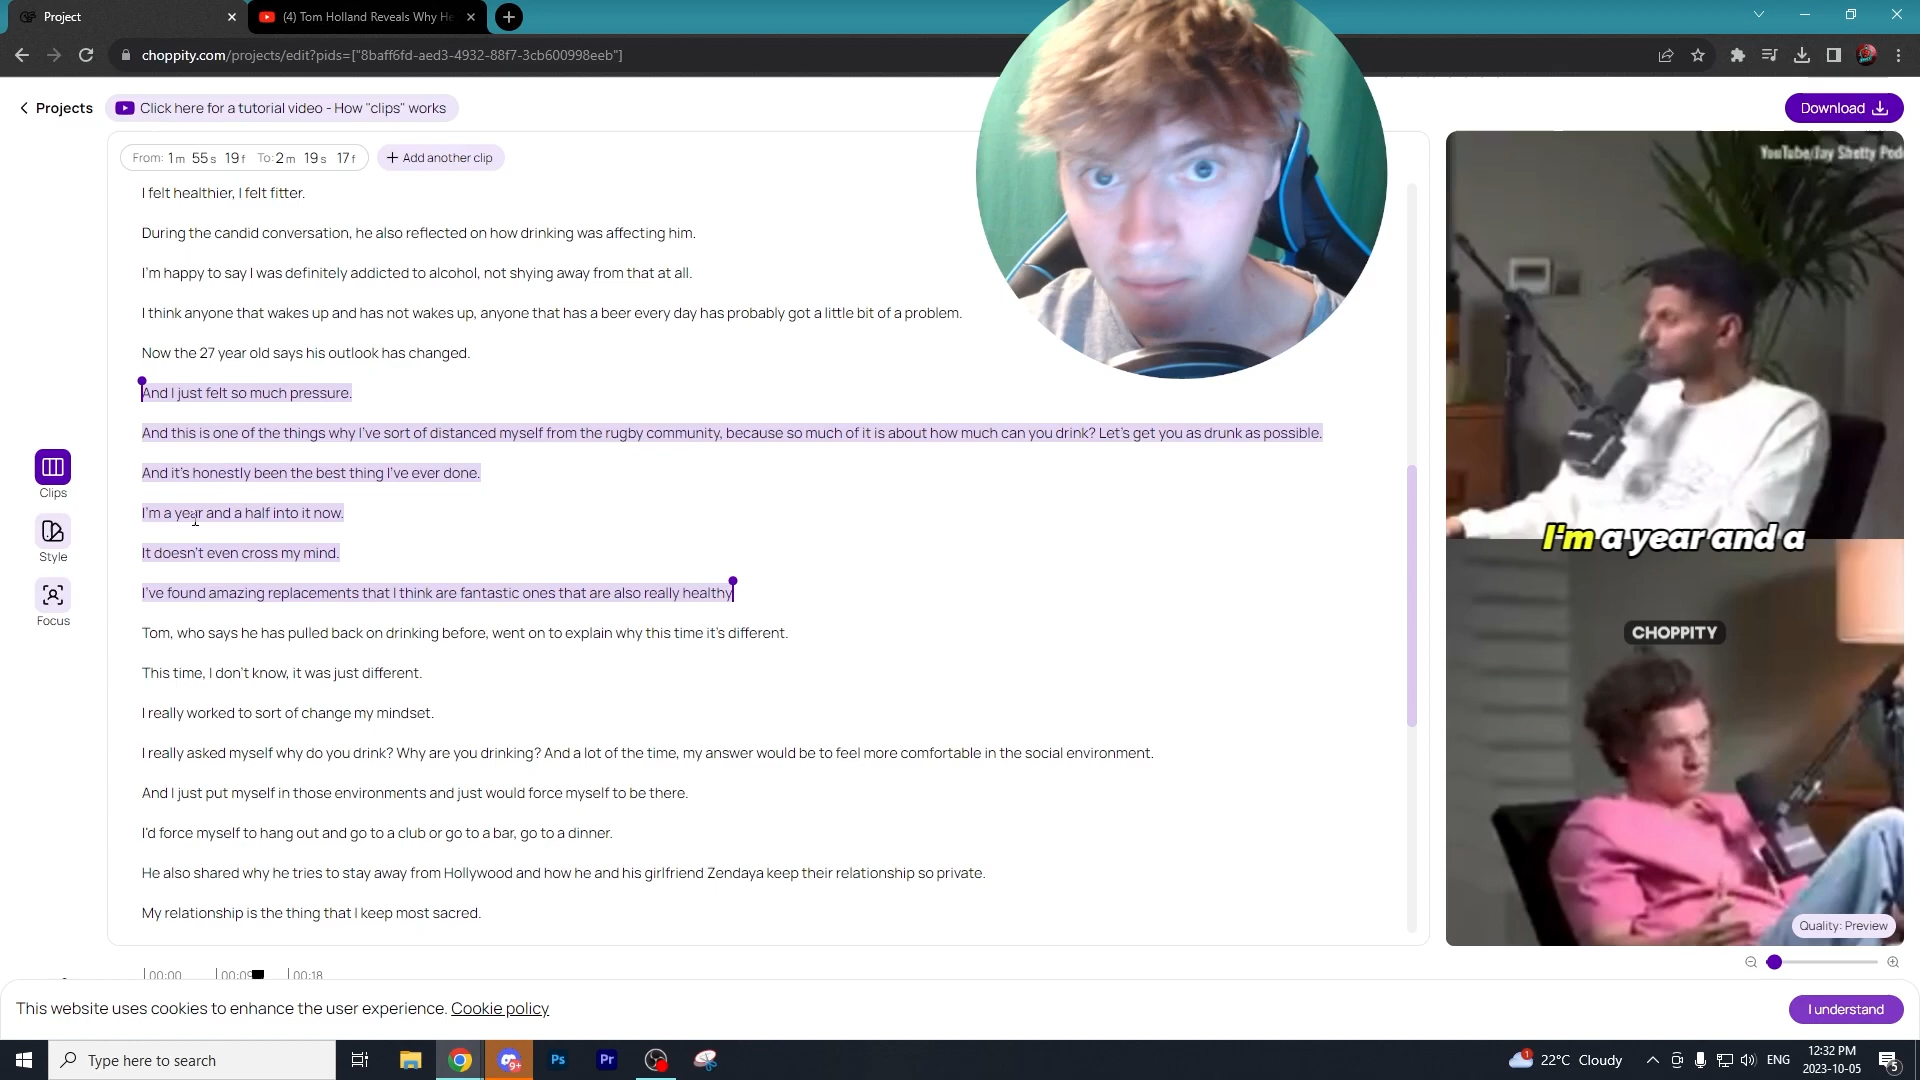 Project
(4) Tom Holland Reveals Why He
choppity.com/projects/edit?pids=["8baff6fd-aed3-4932-88f7-3cb600998eeb"]
Projects
Click here for a tutorial video - How "clips" works
Download
From: 1m 55s 19f To: 2m 19s 17f
Add another clip
I felt healthier, I felt fitter.
During the candid conversation, he also reflected on how drinking was affecting him.
I'm happy to say I was definitely addicted to alcohol, not shying away from that at all.
I think anyone that wakes up and has not wakes up, anyone that has a beer every day has probably got a little bit of a problem.
Now the 27 year old says his outlook has changed.
And I just felt so much pressure.
And this is one of the things why I've sort of distanced myself from the rugby community, because so much of it is about how much can you drink? Let's get you as drunk as possible.
And it's honestly been the best thing I've ever done.
I'm a year and a half into it now.
It doesn't even cross my mind.
I've found amazing replacements that I think are fantastic ones that are also really healthy
Tom, who says he has pulled back on drinking before, went on to explain why this time it's different.
This time, I don't know, it was just different.
I really worked to sort of change my mindset.
I really asked myself why do you drink? Why are you drinking? And a lot of the time, my answer would be to feel more comfortable in the social environment.
And I just put myself in those environments and just would force myself to be there.
I'd force myself to hang out and go to a club or go to a bar, go to a dinner.
He also shared why he tries to stay away from Hollywood and how he and his girlfriend Zendaya keep their relationship so private.
My relationship is the thing that I keep most sacred.
Clips
Style
Focus
YouTube/Jay Shetty Pod
I'm a year and a
CHOPPITY
Quality: Preview
00:00
00:09
00:18
This website uses cookies to enhance the user experience. Cookie policy
I understand
Type here to search
Ps
Pr
9+
1
22°C Cloudy
ENG
12:32 PM
2023-10-05
5